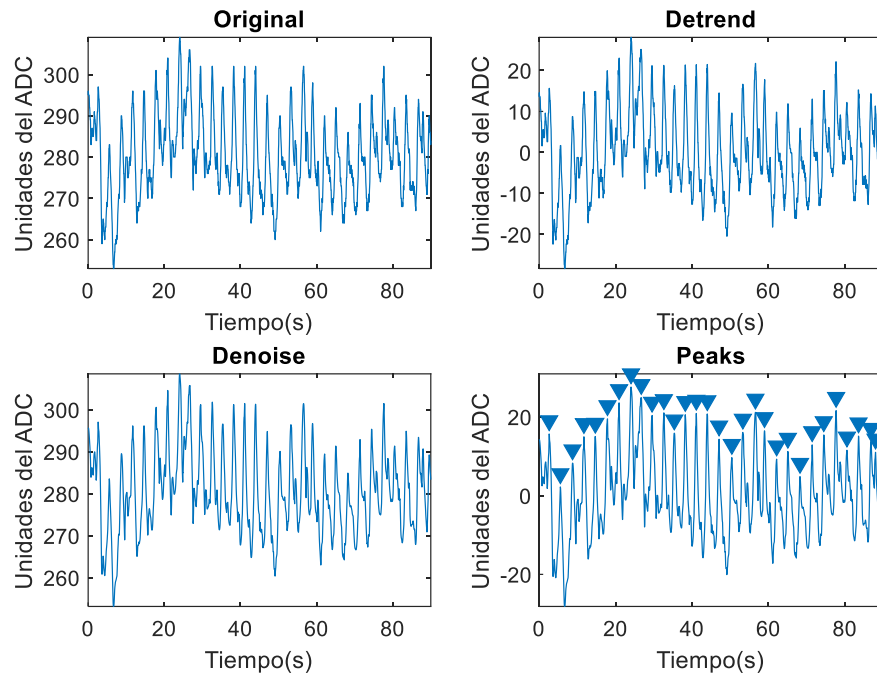 Original
Unidades del ADC
300
290
280
270
260
0 20 40 60 80
Tiempo(s)
Detrend
Unidades del ADC
20
10
0
-10
-20
0 20 40 60 80
Tiempo(s)
Denoise
Unidades del ADC
300
290
280
270
260
0 20 40 60 80
Tiempo(s)
Peaks
Unidades del ADC
20
0
-20
0 20 40 60 80
Tiempo(s)